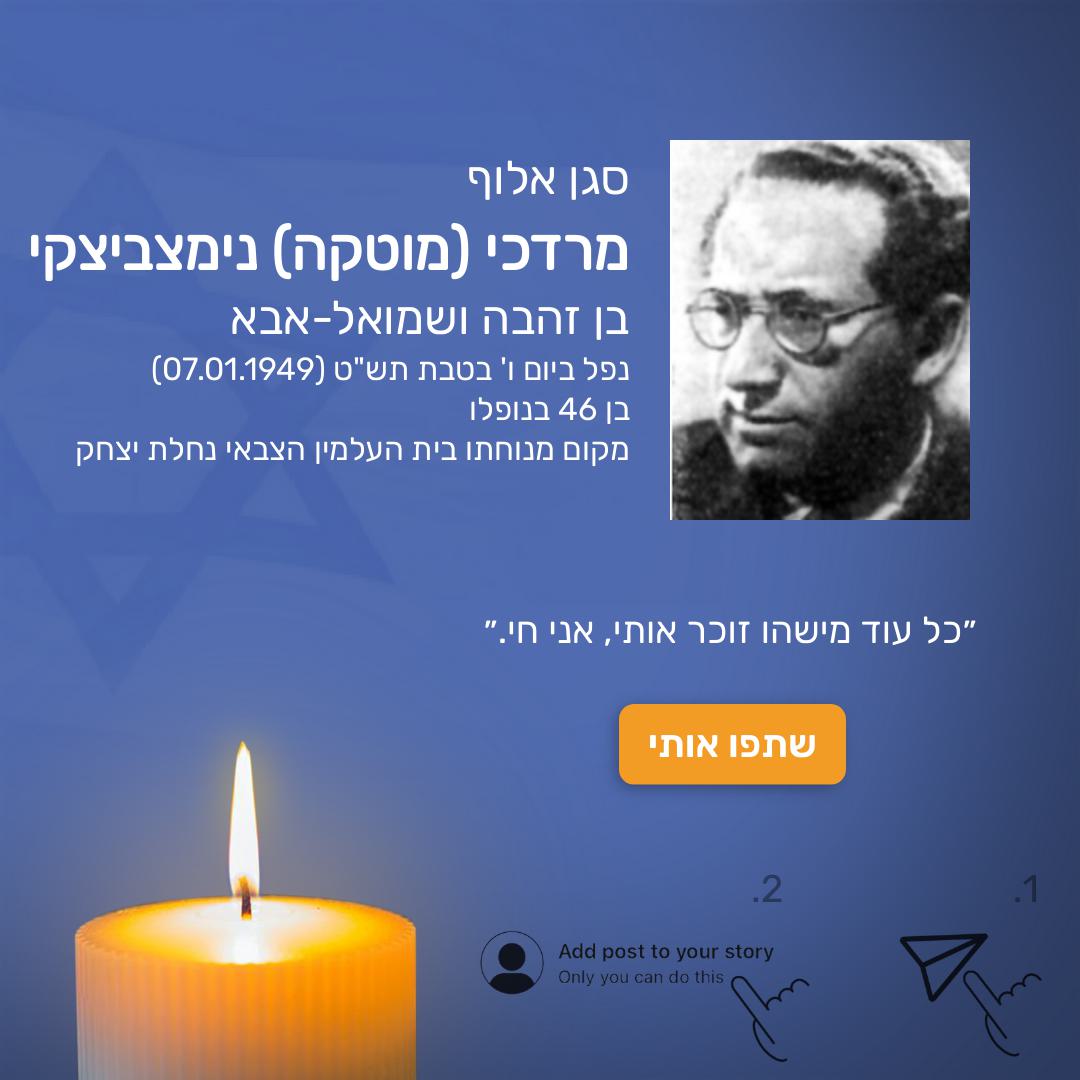 סגן אלוף
מרדכי (מוטקה) נימצביצקי
בן זהבה ושמואל-אבא
נפל ביום ו' בטבת תש"ט (07.01.1949)
בן 46 בנופלו
מקום מנוחתו בית העלמין הצבאי נחלת יצחק
״כל עוד מישהו זוכר אותי, אני חי.״
שתפו אותי
1.
2.
Add post to your story
Only you can do this